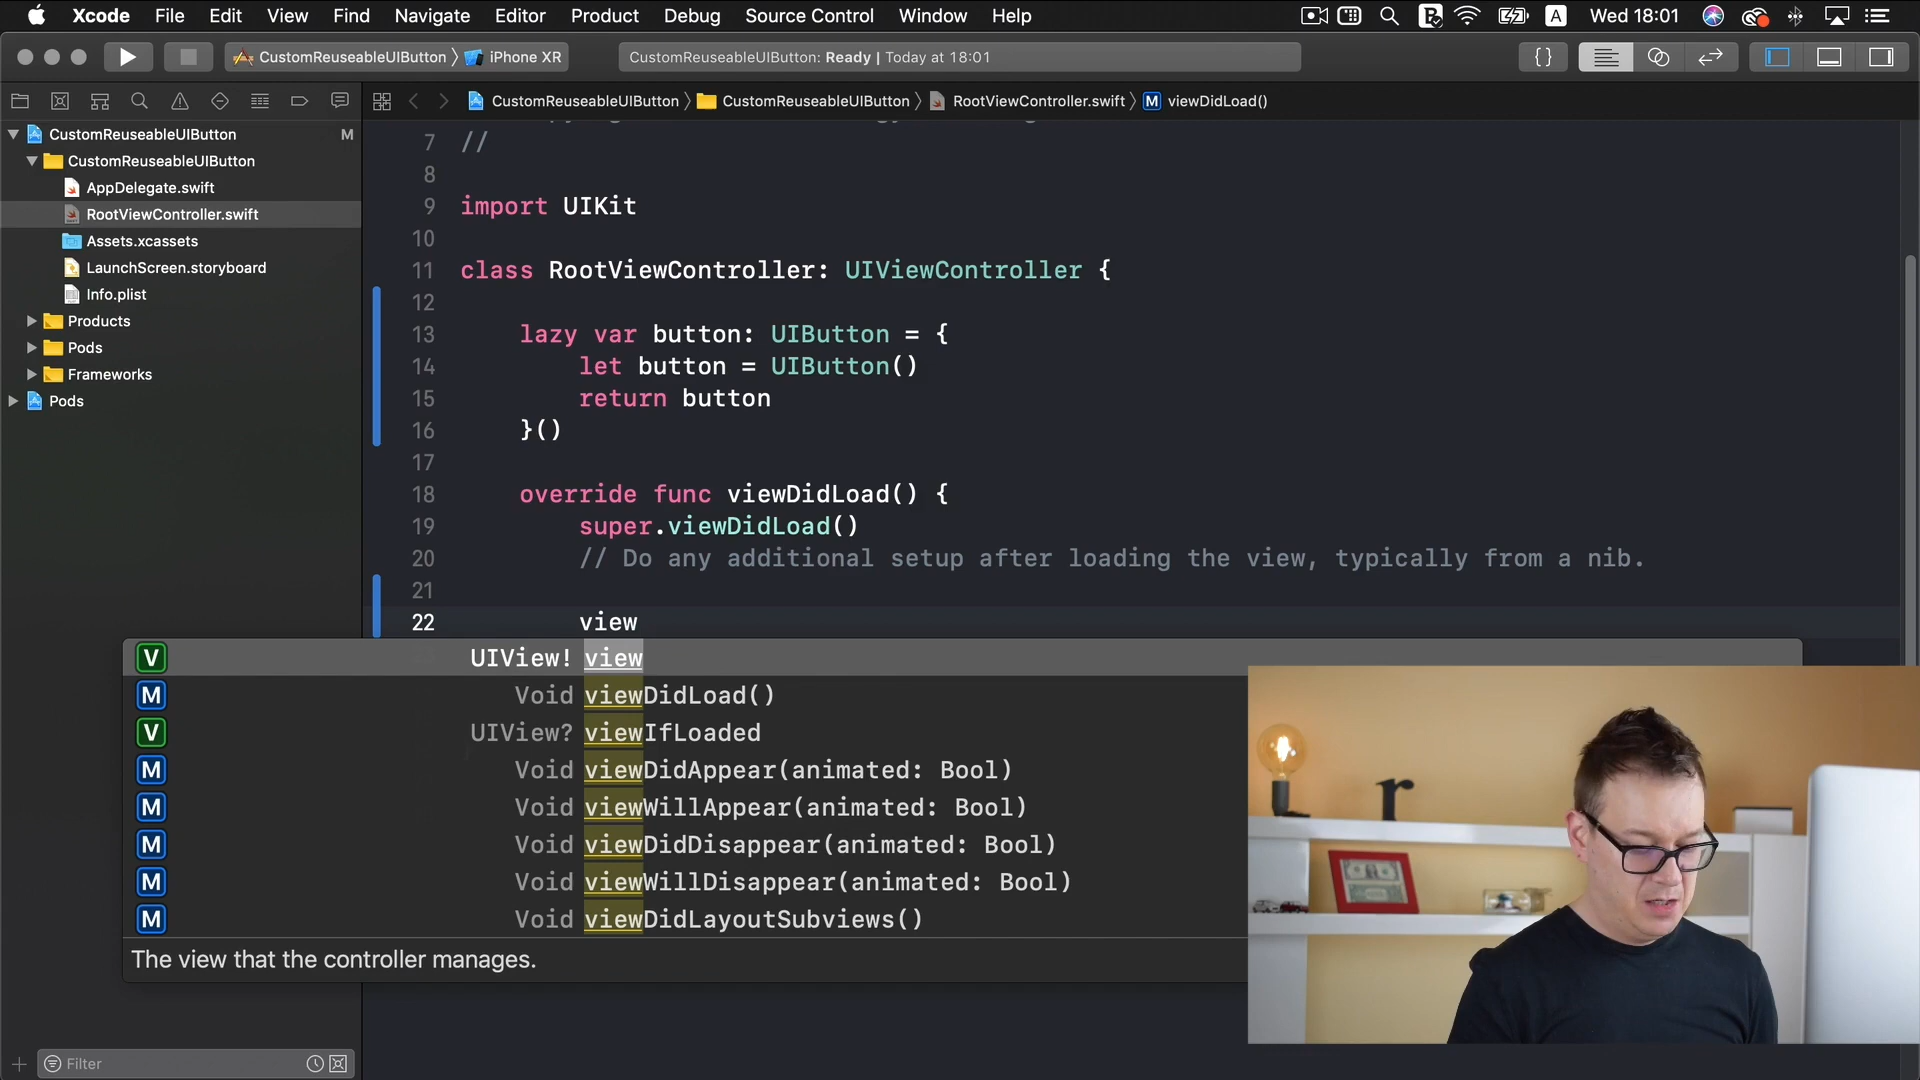 Xcode File Edit View Find Navigate Editor Product Debug Source Control Window Help A Wed 18:01
CustomReuseableUIButton iPhone XR CustomReuseableUIButton: Ready | Today at 18:01 {}
CustomReuseableUIButton CustomReuseableUIButton RootViewController.swift M viewDidLoad()
CustomReuseableUIButton M
CustomReuseableUIButton
AppDelegate.swift
RootViewController.swift
Assets.xcassets
LaunchScreen.storyboard
Info.plist
Products
Pods
Frameworks
Pods
7 //
8
9 import UIKit
10
11 class RootViewController: UIViewController {
12
13 lazy var button: UIButton = {
14 let button = UIButton()
15 return button
16 }()
17
18 override func viewDidLoad() {
19 super.viewDidLoad()
20 // Do any additional setup after loading the view, typically from a nib.
21
22 view
V UIView! view
M Void viewDidLoad()
V UIView? viewIfLoaded
M Void viewDidAppear(animated: Bool)
M Void viewWillAppear(animated: Bool)
M Void viewDidDisappear(animated: Bool)
M Void viewWillDisappear(animated: Bool)
M Void viewDidLayoutSubviews()
The view that the controller manages.
r
Filter